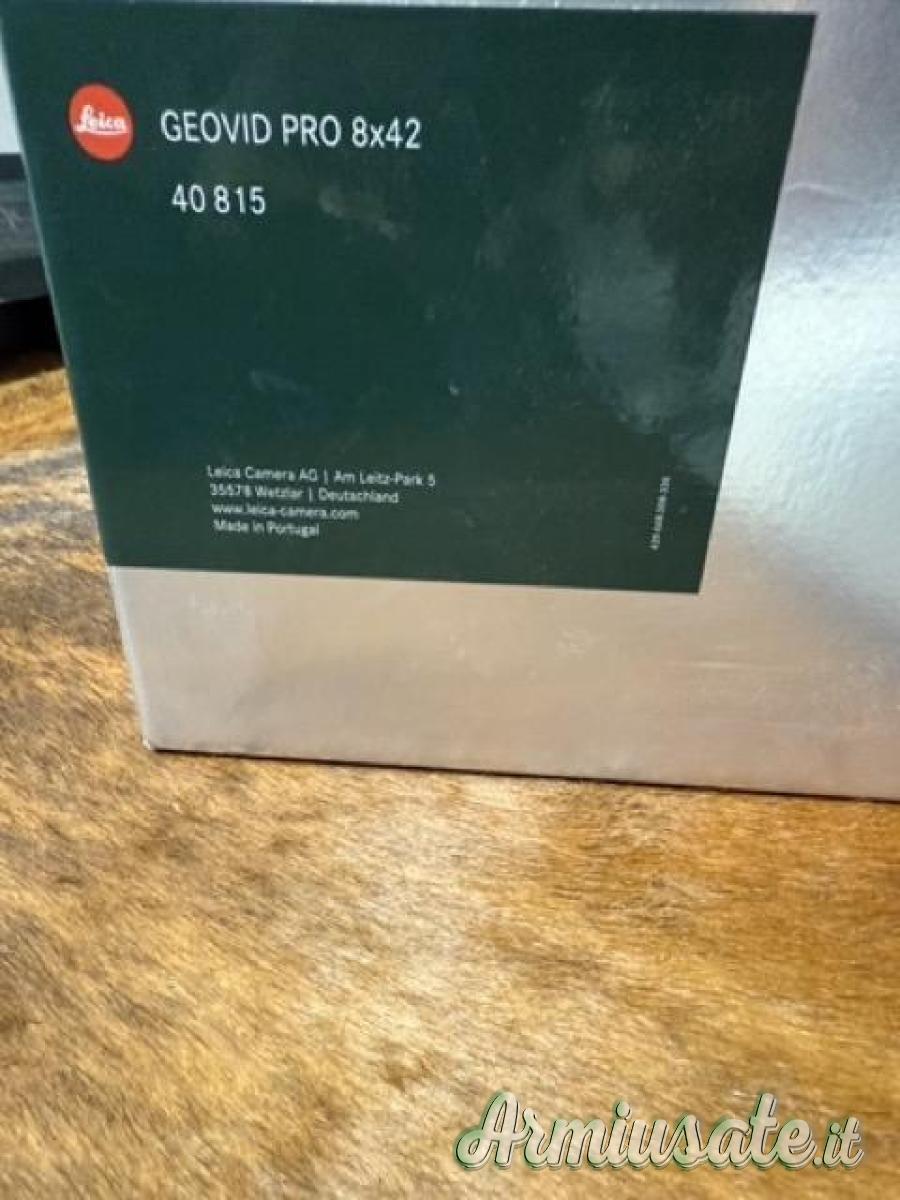 Leica
GEOVID PRO 8x42
40 815
Leica Camera AG | Am Leitz-Park 5
35578 Wetzlar | Deutschland
www.leica-camera.com
Made in Portugal
Armiusate.it